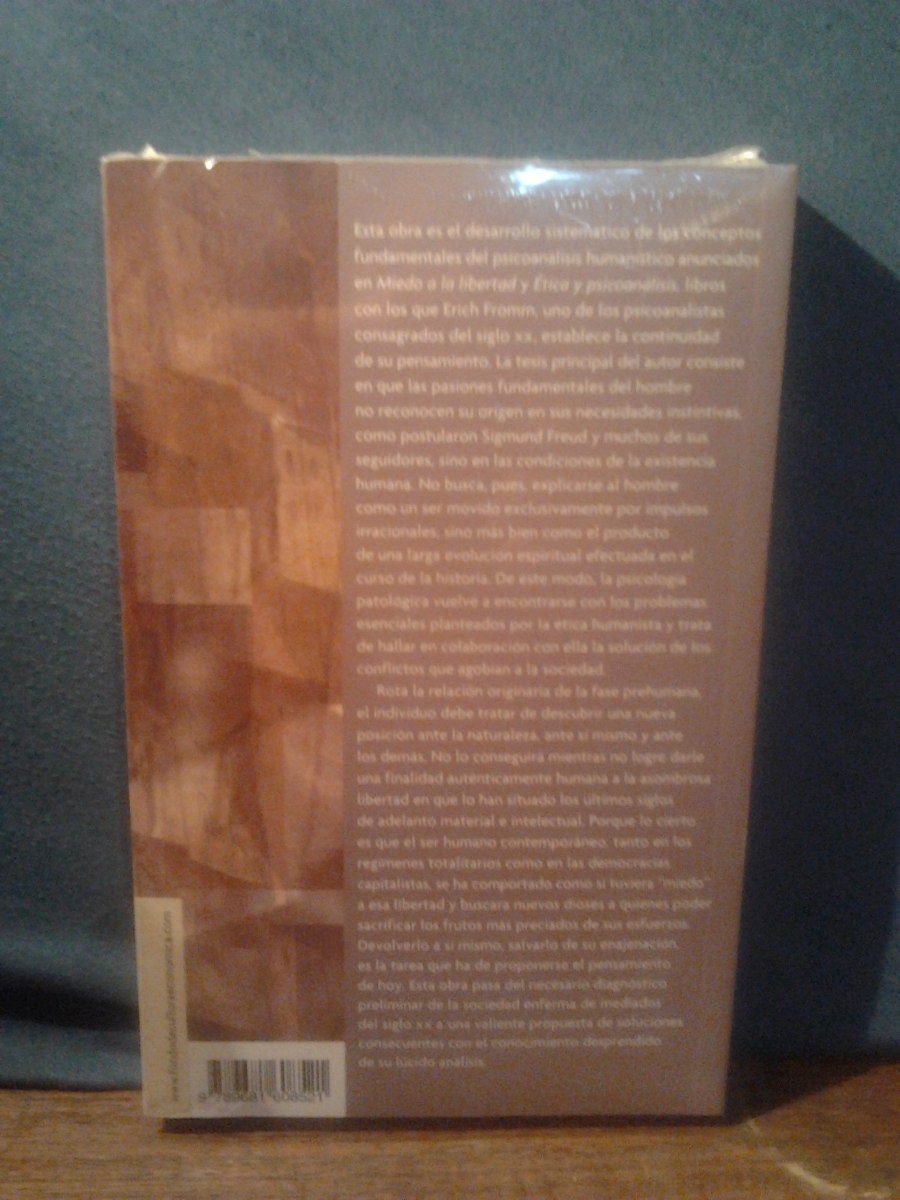 Esta obra es el desarrollo sistemático de los conceptos
fundamentales del psicoanálisis humanístico anunciados
en Miedo a la libertad y Ética y psicoanálisis, libros
con los que Erich Fromm, uno de los psicoanalistas
consagrados del siglo xx, establece la continuidad
de su pensamiento. La tesis principal del autor consiste
en que las pasiones fundamentales del hombre
no reconocen su origen en sus necesidades instintivas,
como postularon Sigmund Freud y muchos de sus
seguidores, sino en las condiciones de la existencia
humana. No busca, pues, explicarse al hombre
como un ser movido exclusivamente por impulsos
irracionales, sino más bien como el producto
de una larga evolución espiritual efectuada en el
curso de la historia. De este modo, la psicología
patológica vuelve a encontrarse con los problemas
esenciales planteados por la ética humanista y trata
de hallar en colaboración con ella la solución de los
conflictos que agobian a la sociedad.
Rota la relación originaria de la fase prehumana,
el individuo debe tratar de descubrir una nueva
posición ante la naturaleza, ante sí mismo y ante
los demás. No lo conseguirá mientras no logre darle
una finalidad auténticamente humana a la asombrosa
libertad en que lo han situado los últimos siglos
de adelanto material e intelectual. Porque lo cierto
es que el ser humano contemporáneo, tanto en los
regímenes totalitarios como en las democracias
capitalistas, se ha comportado como si tuviera "miedo"
a esa libertad y buscara nuevos dioses a quienes poder
sacrificar los frutos más preciados de sus esfuerzos.
Devolverlo a sí mismo, salvarlo de su enajenación,
es la tarea que ha de proponerse el pensamiento
de hoy. Esta obra pasa del necesario diagnóstico
preliminar de la sociedad enferma de mediados
del siglo xx a una valiente propuesta de soluciones
consecuentes con el conocimiento desprendido
de su lúcido análisis.
www.fondodeculturaeconomica.com
9 789681 608521